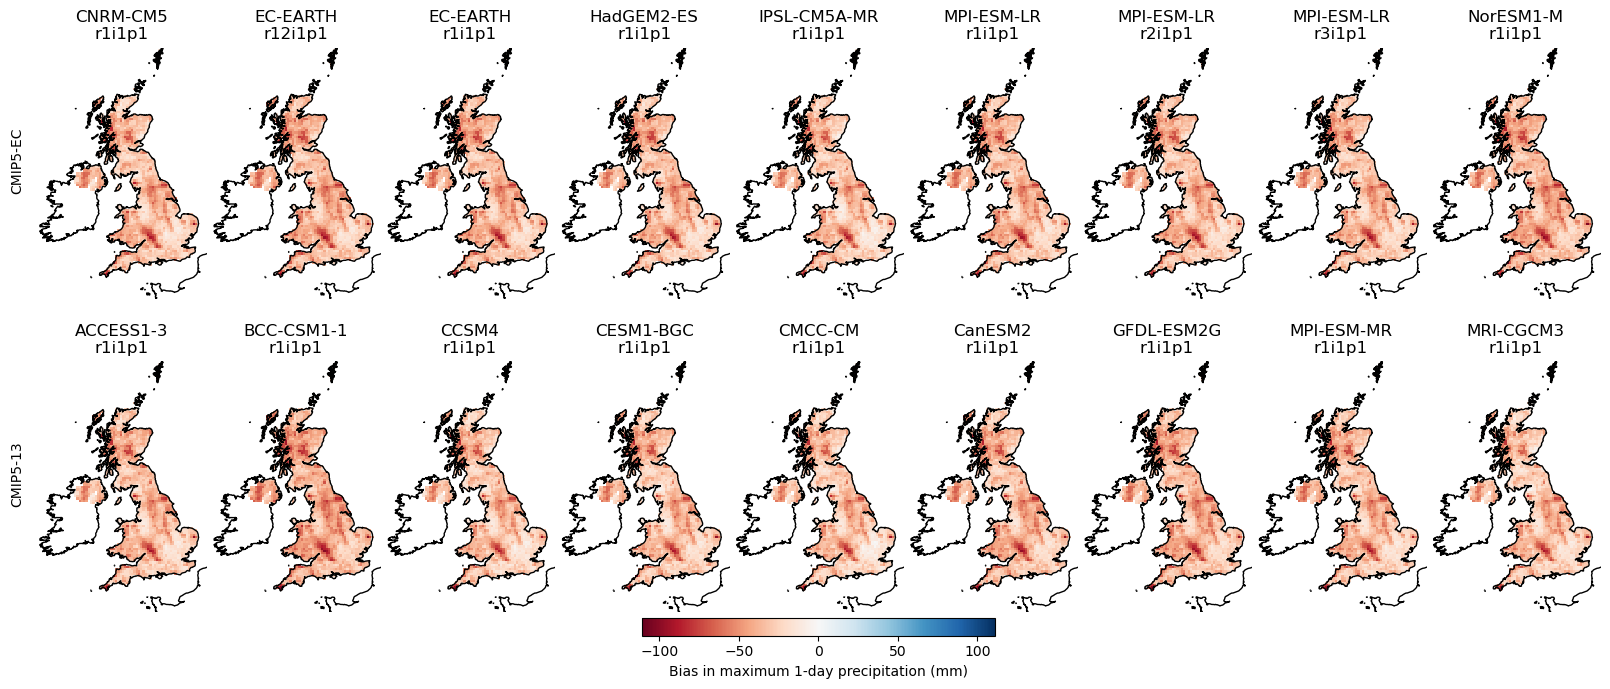 CNRM-CM5
r1i1p1
EC-EARTH
r12i1p1
EC-EARTH
r1i1p1
HadGEM2-ES
r1i1p1
IPSL-CM5A-MR
r1i1p1
MPI-ESM-LR
r1i1p1
MPI-ESM-LR
r2i1p1
MPI-ESM-LR
r3i1p1
NorESM1-M
r1i1p1
CMIP5-EC
ACCESS1-3
r1i1p1
BCC-CSM1-1
r1i1p1
CCSM4
r1i1p1
CESM1-BGC
r1i1p1
CMCC-CM
r1i1p1
CanESM2
r1i1p1
GFDL-ESM2G
r1i1p1
MPI-ESM-MR
r1i1p1
MRI-CGCM3
r1i1p1
CMIP5-13
−100 −50 0 50 100
Bias in maximum 1-day precipitation (mm)